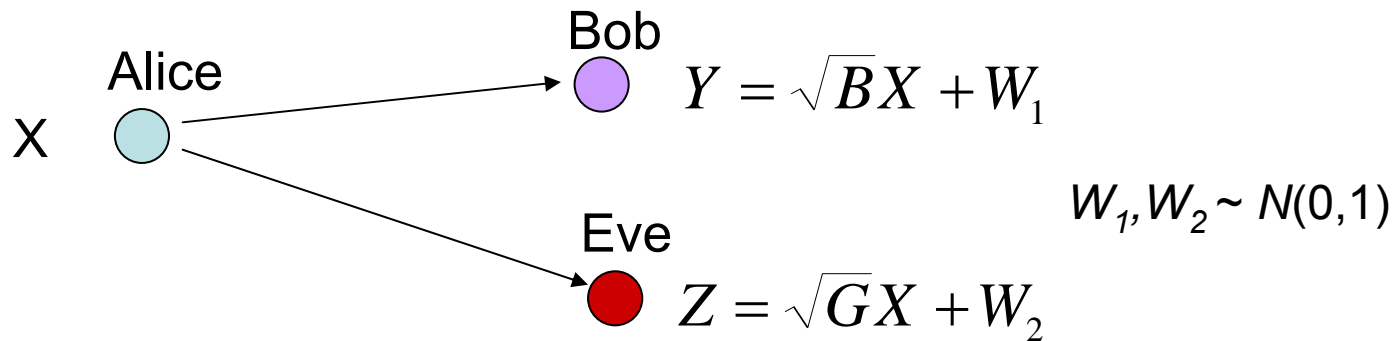 Bob
Y = √B X + W₁
Alice
X
W₁,W₂ ~ N(0,1)
Eve
Z = √G X + W₂